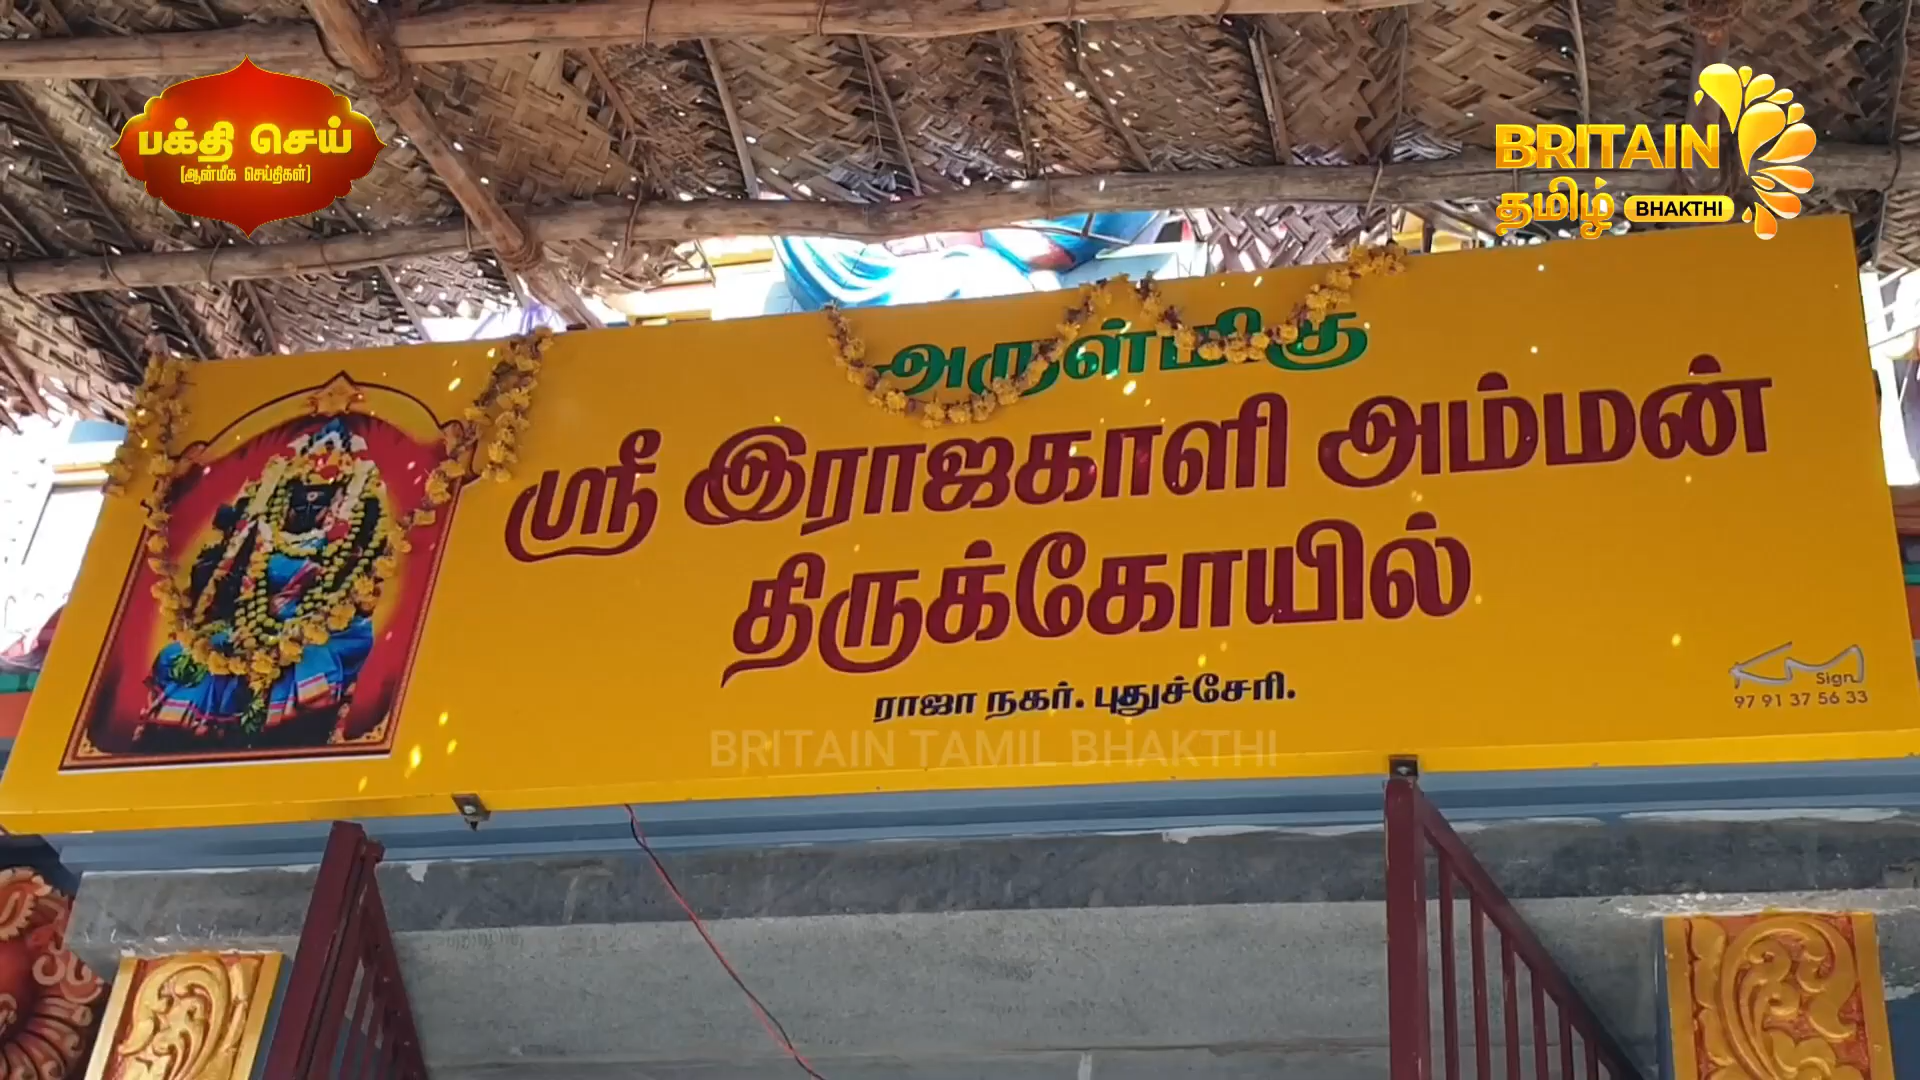 பக்தி செய்
(ஆன்மீக செய்திகள்)
BRITAIN
தமிழ் BHAKTHI
அருள்மிகு
ஸ்ரீ இராஜகாளி அம்மன்
திருக்கோயில்
ராஜா நகர். புதுச்சேரி.
KM
Sign
97 91 37 56 33
BRITAIN TAMIL BHAKTHI